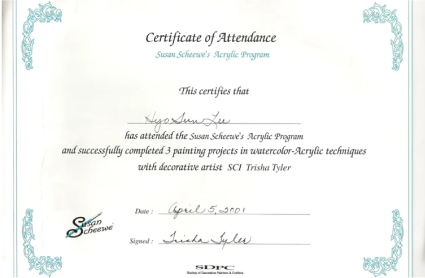 Certificate of Attendance
Susan Scheewe's Acrylic Program
This certifies that
Hyo Sun Lee
has attended the Susan Scheewe's Acrylic Program
and successfully completed 3 painting projects in watercolor-Acrylic techniques
with decorative artist SCI Trisha Tyler
Date: April 5, 2001
Susan
Scheewe
Signed: Trisha Tyler
SDPC
Society of Decorative Painters & Crafters